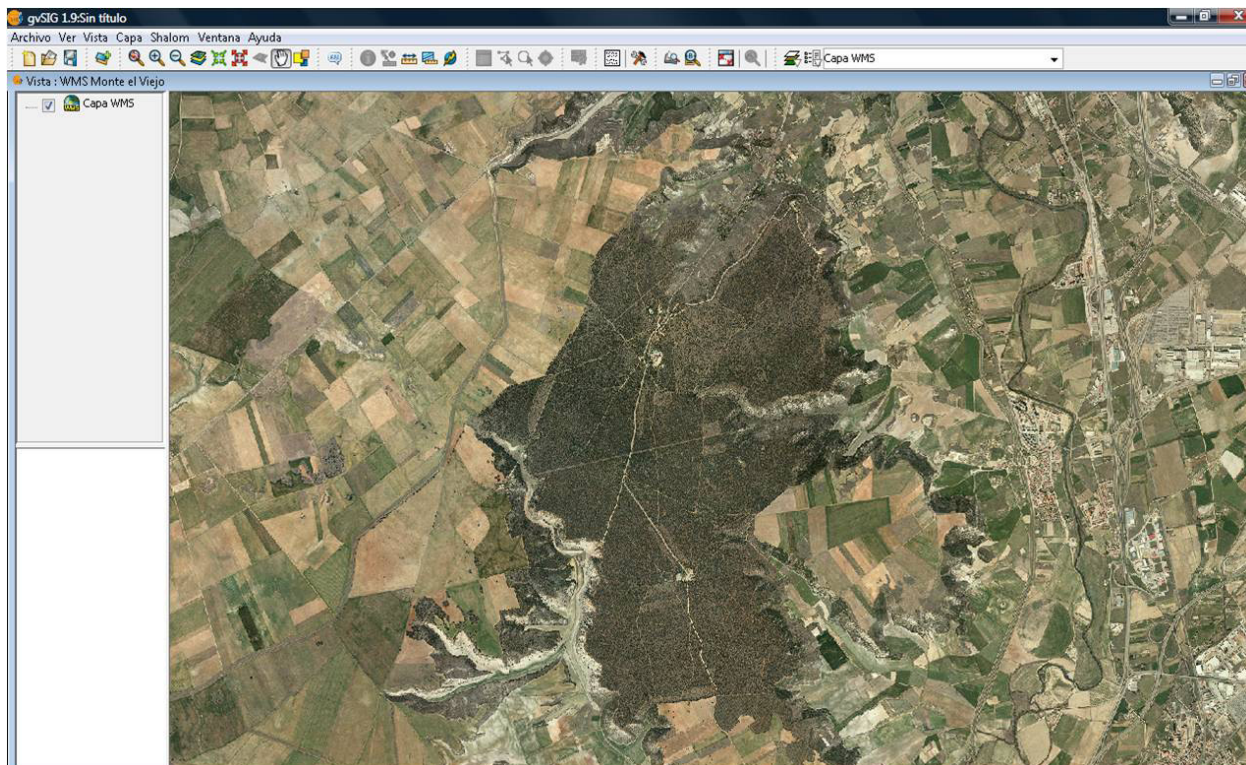 gvSIG 1.9:Sin título
Archivo Ver Vista Capa Shalom Ventana Ayuda
Capa WMS
Vista : WMS Monte el Viejo
Capa WMS